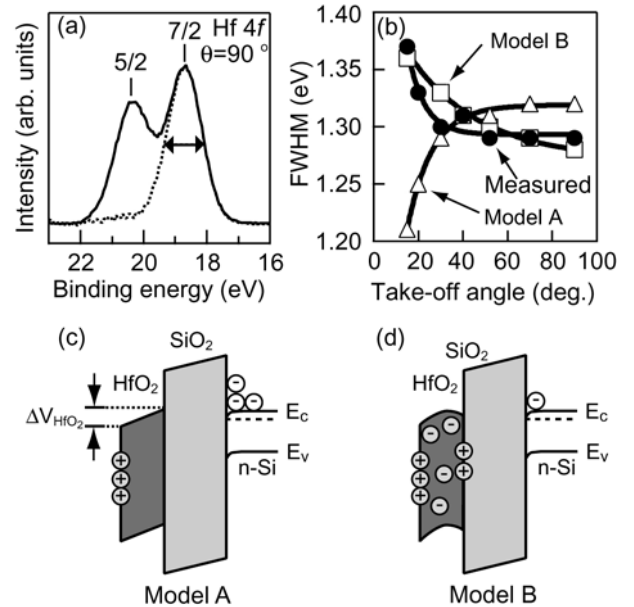 (a)
7/2
Hf 4f
θ=90 °
5/2
Intensity (arb. units)
22 20 18 16
Binding energy (eV)
(b)
Model B
Measured
Model A
FWHM (eV)
1.40
1.35
1.30
1.25
1.20
0 20 40 60 80 100
Take-off angle (deg.)
(c)
SiO₂
HfO₂
ΔV_HfO₂
Ec
Ev
n-Si
+ + +
- - -
Model A
(d)
SiO₂
HfO₂
Ec
Ev
n-Si
+ + + + +
- - - - - -
Model B